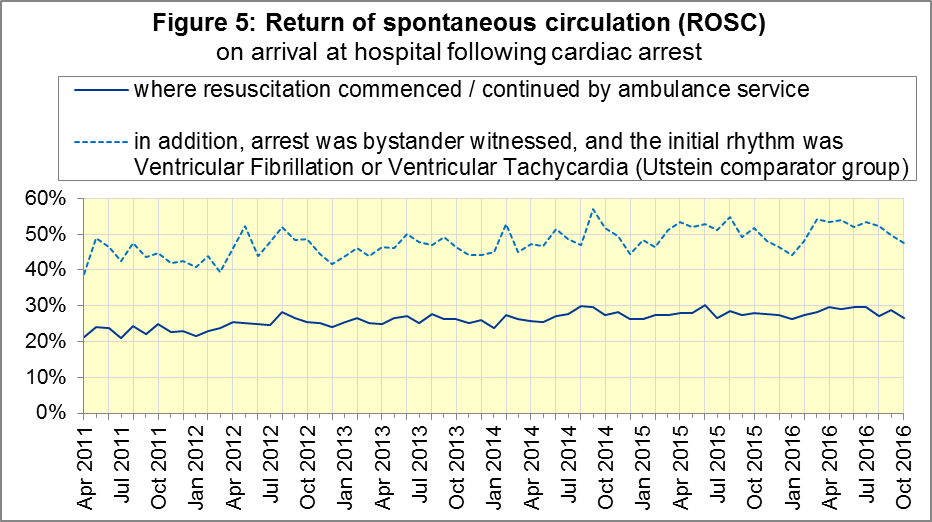 Figure 5: Return of spontaneous circulation (ROSC)
on arrival at hospital following cardiac arrest
where resuscitation commenced / continued by ambulance service
in addition, arrest was bystander witnessed, and the initial rhythm was
Ventricular Fibrillation or Ventricular Tachycardia (Utstein comparator group)
60%
50%
40%
30%
20%
10%
0%
Apr 2011
Jul 2011
Oct 2011
Jan 2012
Apr 2012
Jul 2012
Oct 2012
Jan 2013
Apr 2013
Jul 2013
Oct 2013
Jan 2014
Apr 2014
Jul 2014
Oct 2014
Jan 2015
Apr 2015
Jul 2015
Oct 2015
Jan 2016
Apr 2016
Jul 2016
Oct 2016